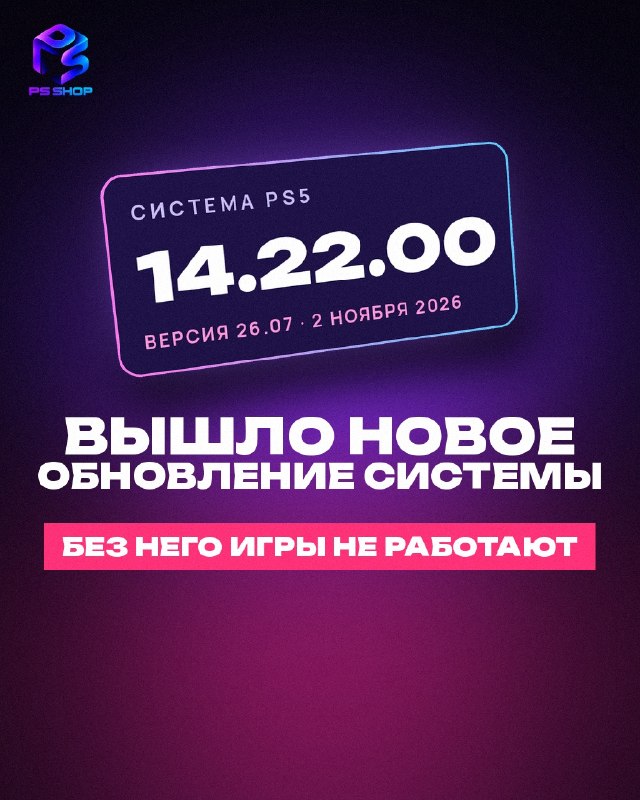 PS SHOP
СИСТЕМА PS5
14.22.00
ВЕРСИЯ 26.07 · 2 НОЯБРЯ 2026
ВЫШЛО НОВОЕ
ОБНОВЛЕНИЕ СИСТЕМЫ
БЕЗ НЕГО ИГРЫ НЕ РАБОТАЮТ